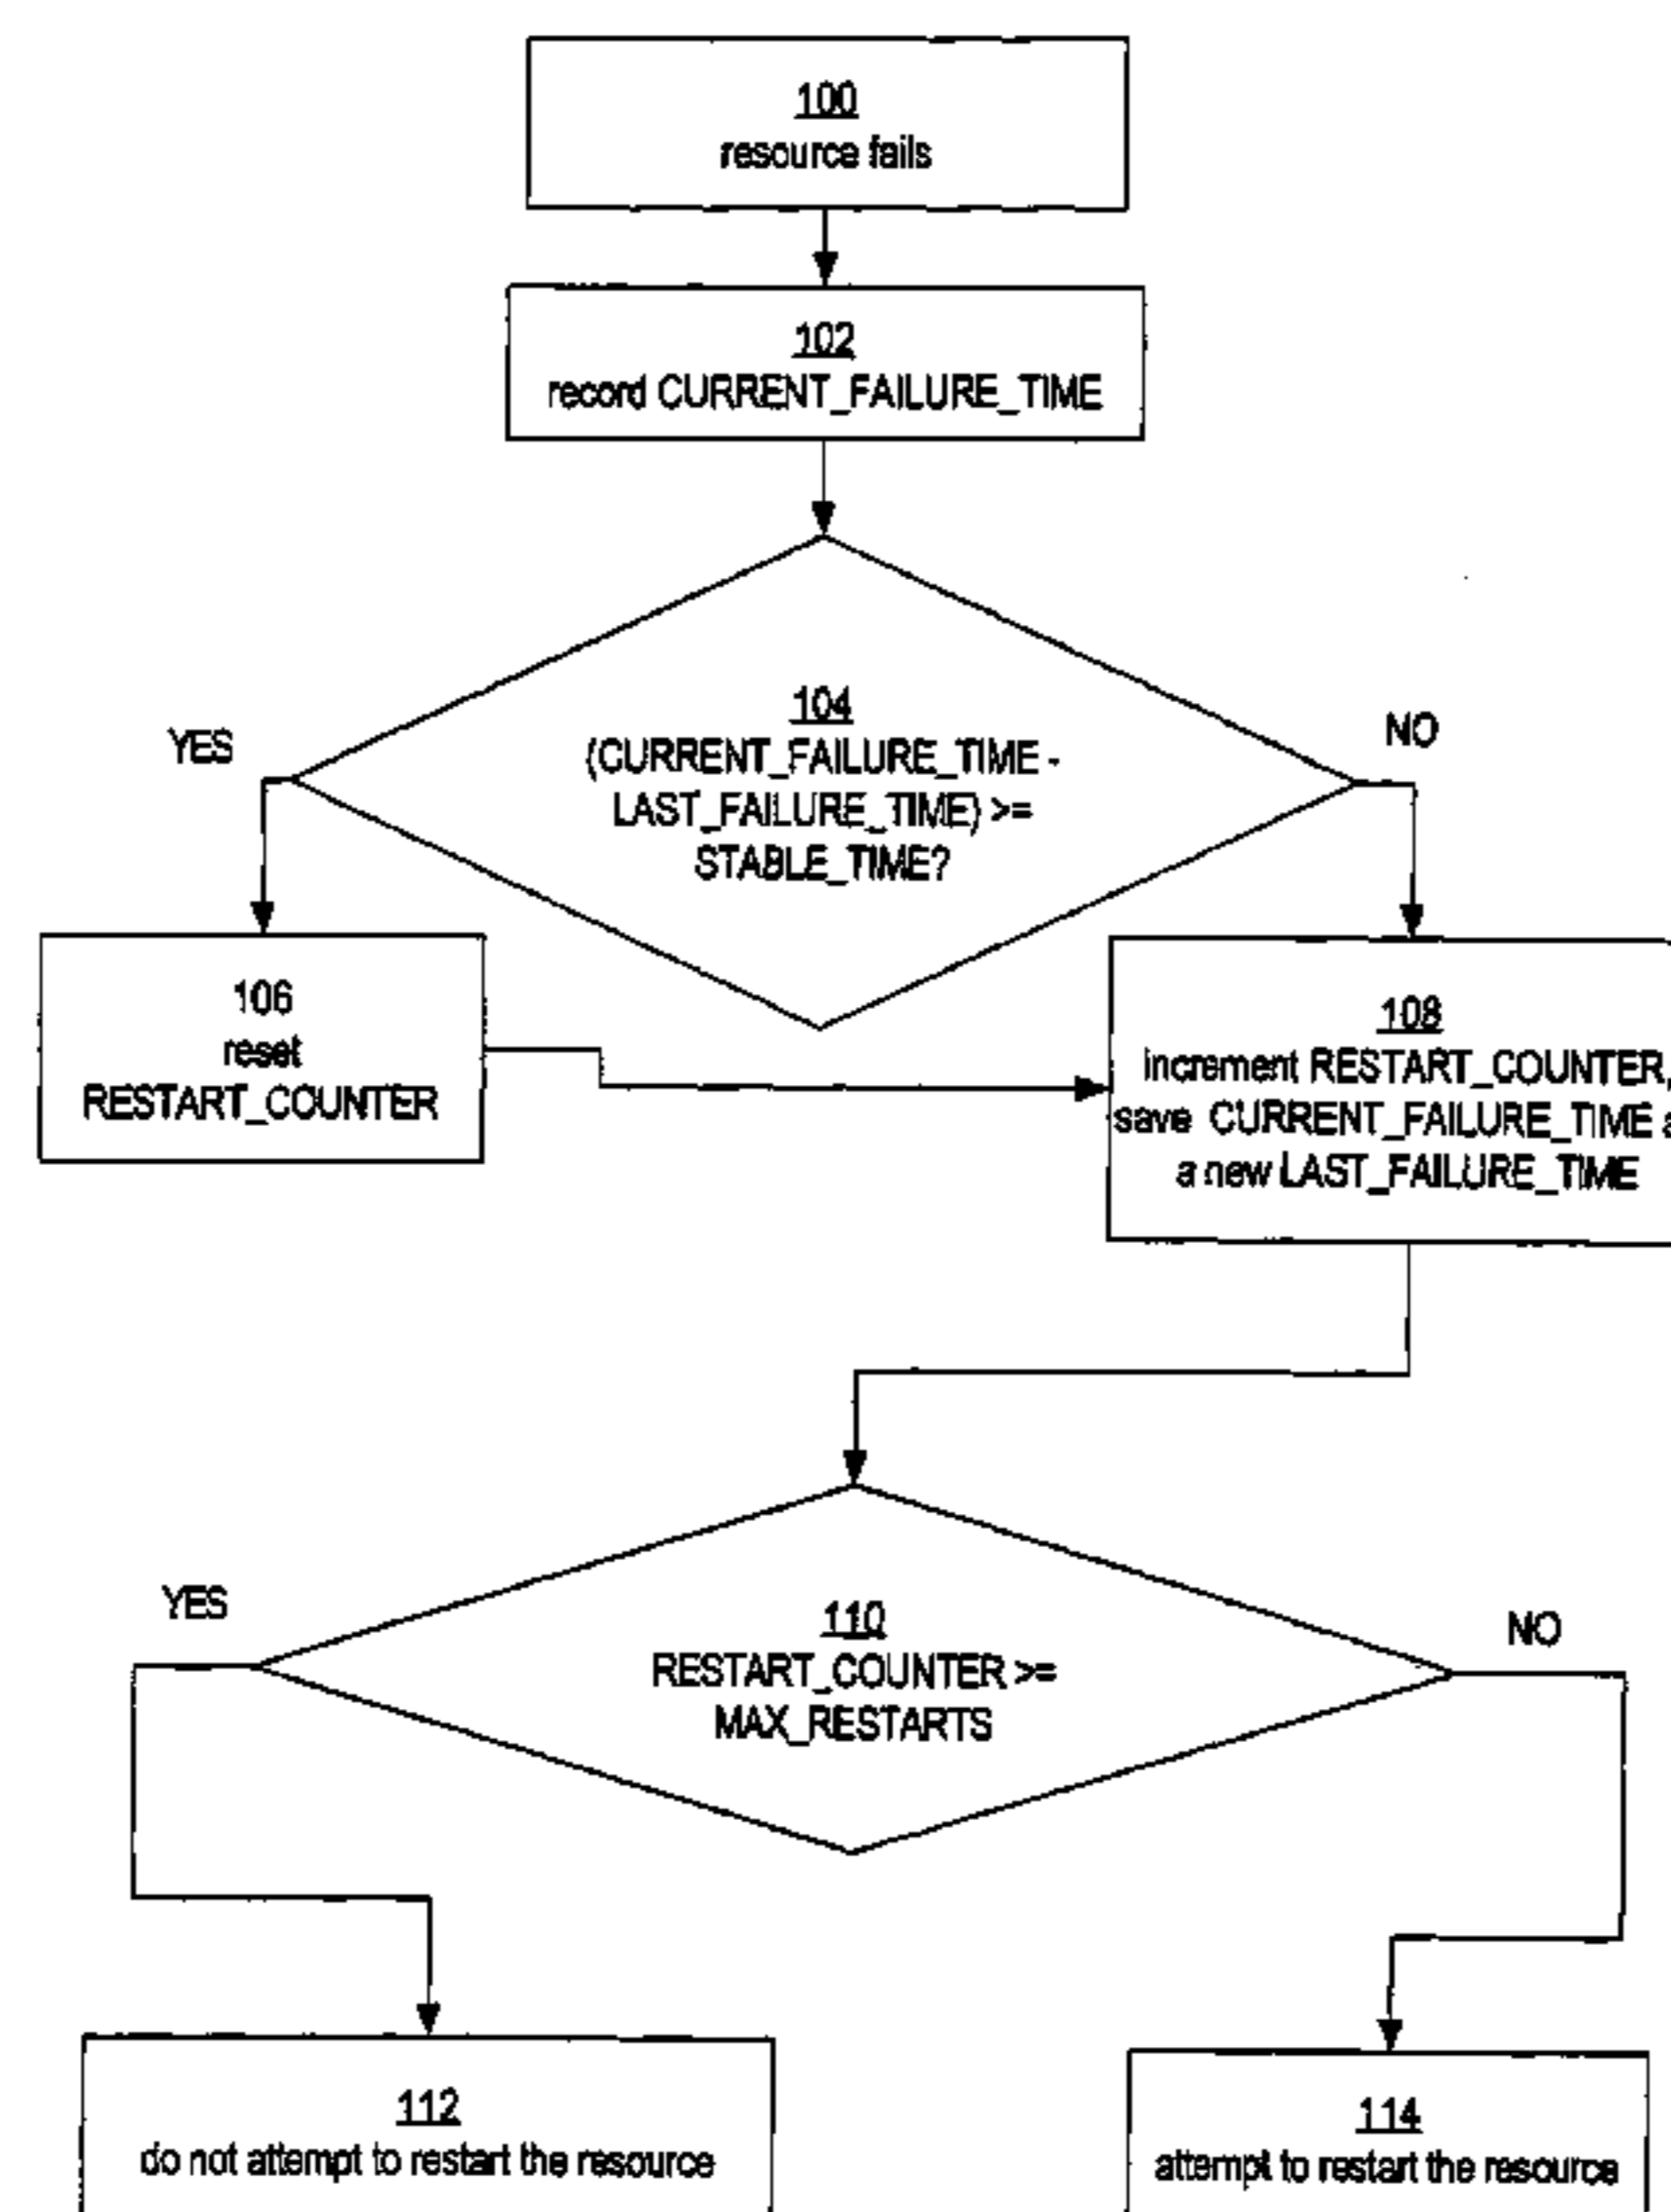 100
resource fails
102
record CURRENT_FAILURE_TIME
104
(CURRENT_FAILURE_TIME -
LAST_FAILURE_TIME) >=
STABLE_TIME?
YES
NO
106
reset
RESTART_COUNTER
108
increment RESTART_COUNTER,
save CURRENT_FAILURE_TIME
a new LAST_FAILURE_TIME
110
RESTART_COUNTER >=
MAX_RESTARTS
YES
NO
112
do not attempt to restart the resource
114
attempt to restart the resource